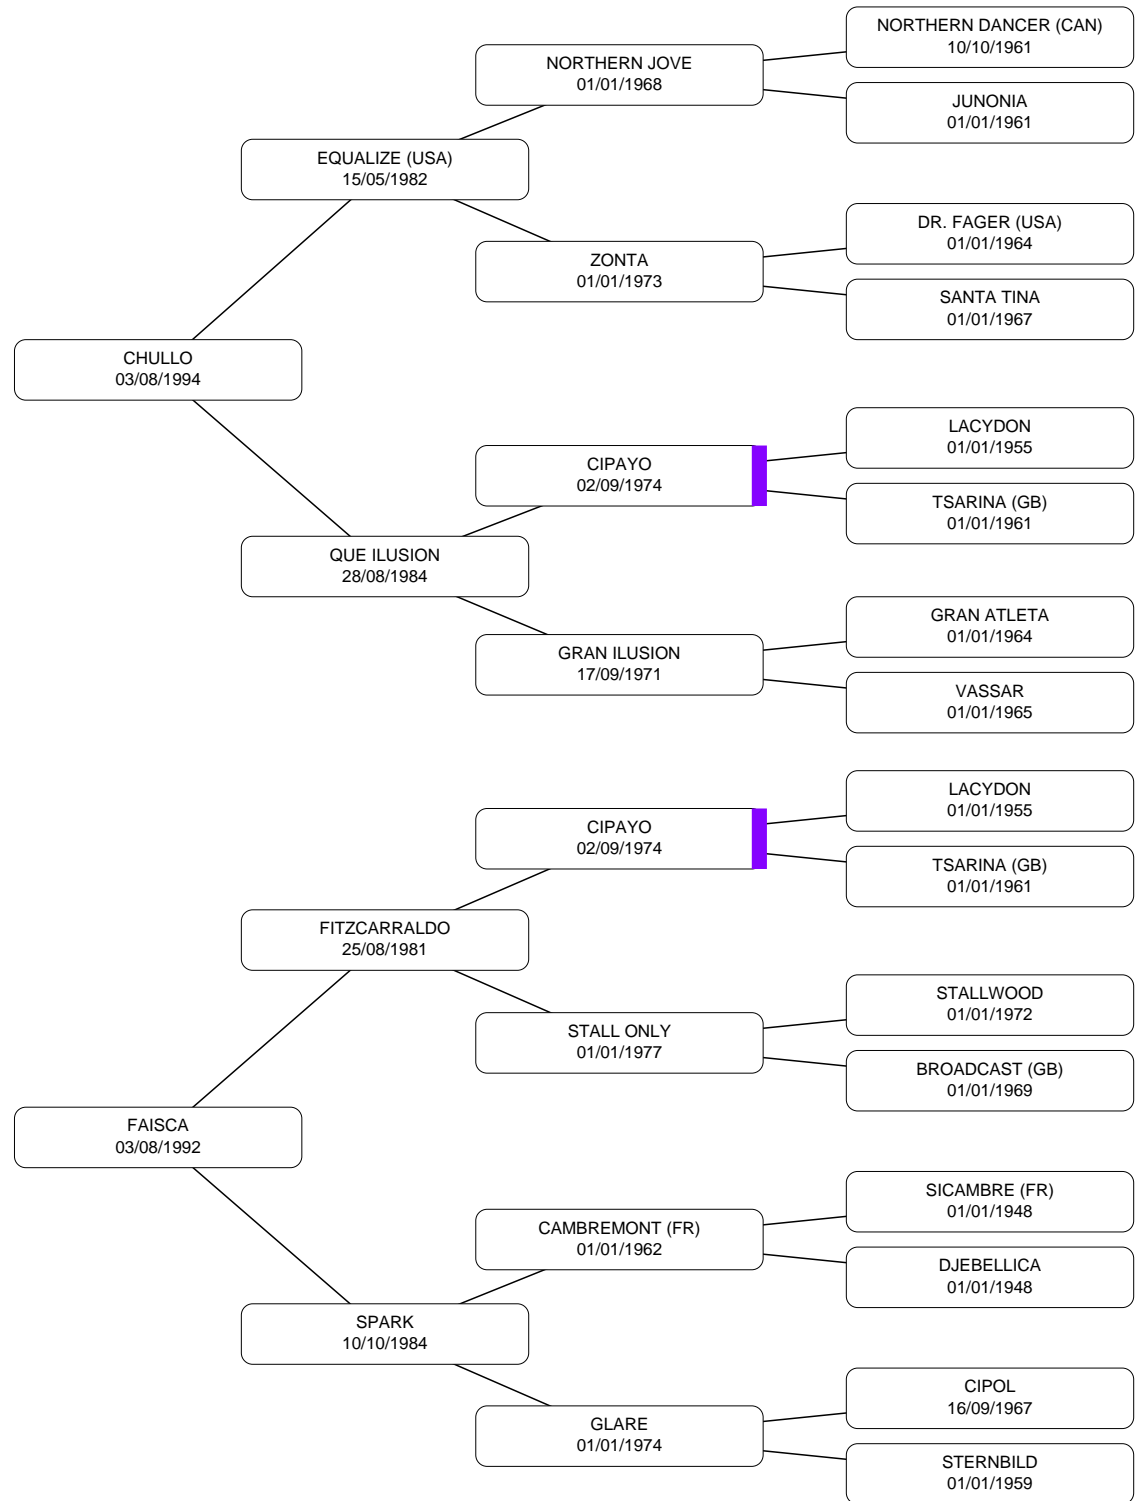 NORTHERN DANCER (CAN)
10/10/1961
NORTHERN JOVE
01/01/1968
JUNONIA
01/01/1961
EQUALIZE (USA)
15/05/1982
DR. FAGER (USA)
01/01/1964
ZONTA
01/01/1973
SANTA TINA
01/01/1967
CHULLO
03/08/1994
LACYDON
01/01/1955
CIPAYO
02/09/1974
TSARINA (GB)
01/01/1961
QUE ILUSION
28/08/1984
GRAN ATLETA
01/01/1964
GRAN ILUSION
17/09/1971
VASSAR
01/01/1965
LACYDON
01/01/1955
CIPAYO
02/09/1974
TSARINA (GB)
01/01/1961
FITZCARRALDO
25/08/1981
STALLWOOD
01/01/1972
STALL ONLY
01/01/1977
BROADCAST (GB)
01/01/1969
FAISCA
03/08/1992
SICAMBRE (FR)
01/01/1948
CAMBREMONT (FR)
01/01/1962
DJEBELLICA
01/01/1948
SPARK
10/10/1984
CIPOL
16/09/1967
GLARE
01/01/1974
STERNBILD
01/01/1959